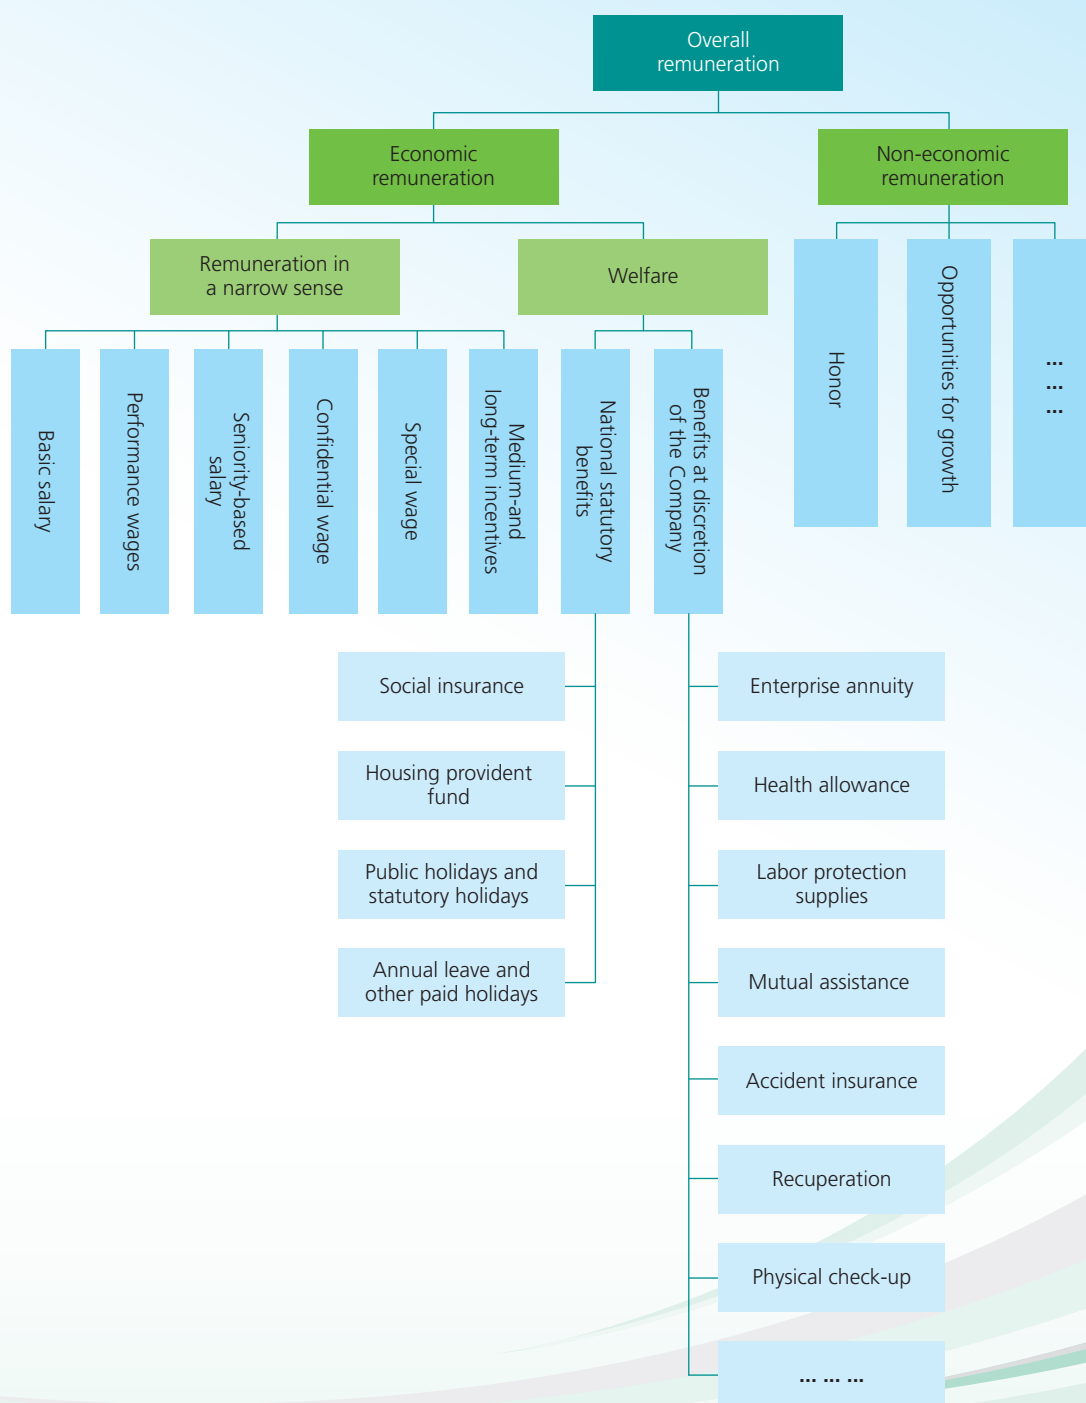 Overall
remuneration
Economic
remuneration
Non-economic
remuneration
Remuneration in
a narrow sense
Welfare
Basic salary
Performance wages
Seniority-based
salary
Confidential wage
Special wage
Medium-and
long-term incentives
National statutory
benefits
Benefits at discretion
of the Company
Honor
Opportunities for growth
...
...
...
Social insurance
Housing provident
fund
Public holidays and
statutory holidays
Annual leave and
other paid holidays
Enterprise annuity
Health allowance
Labor protection
supplies
Mutual assistance
Accident insurance
Recuperation
Physical check-up
... ... ...